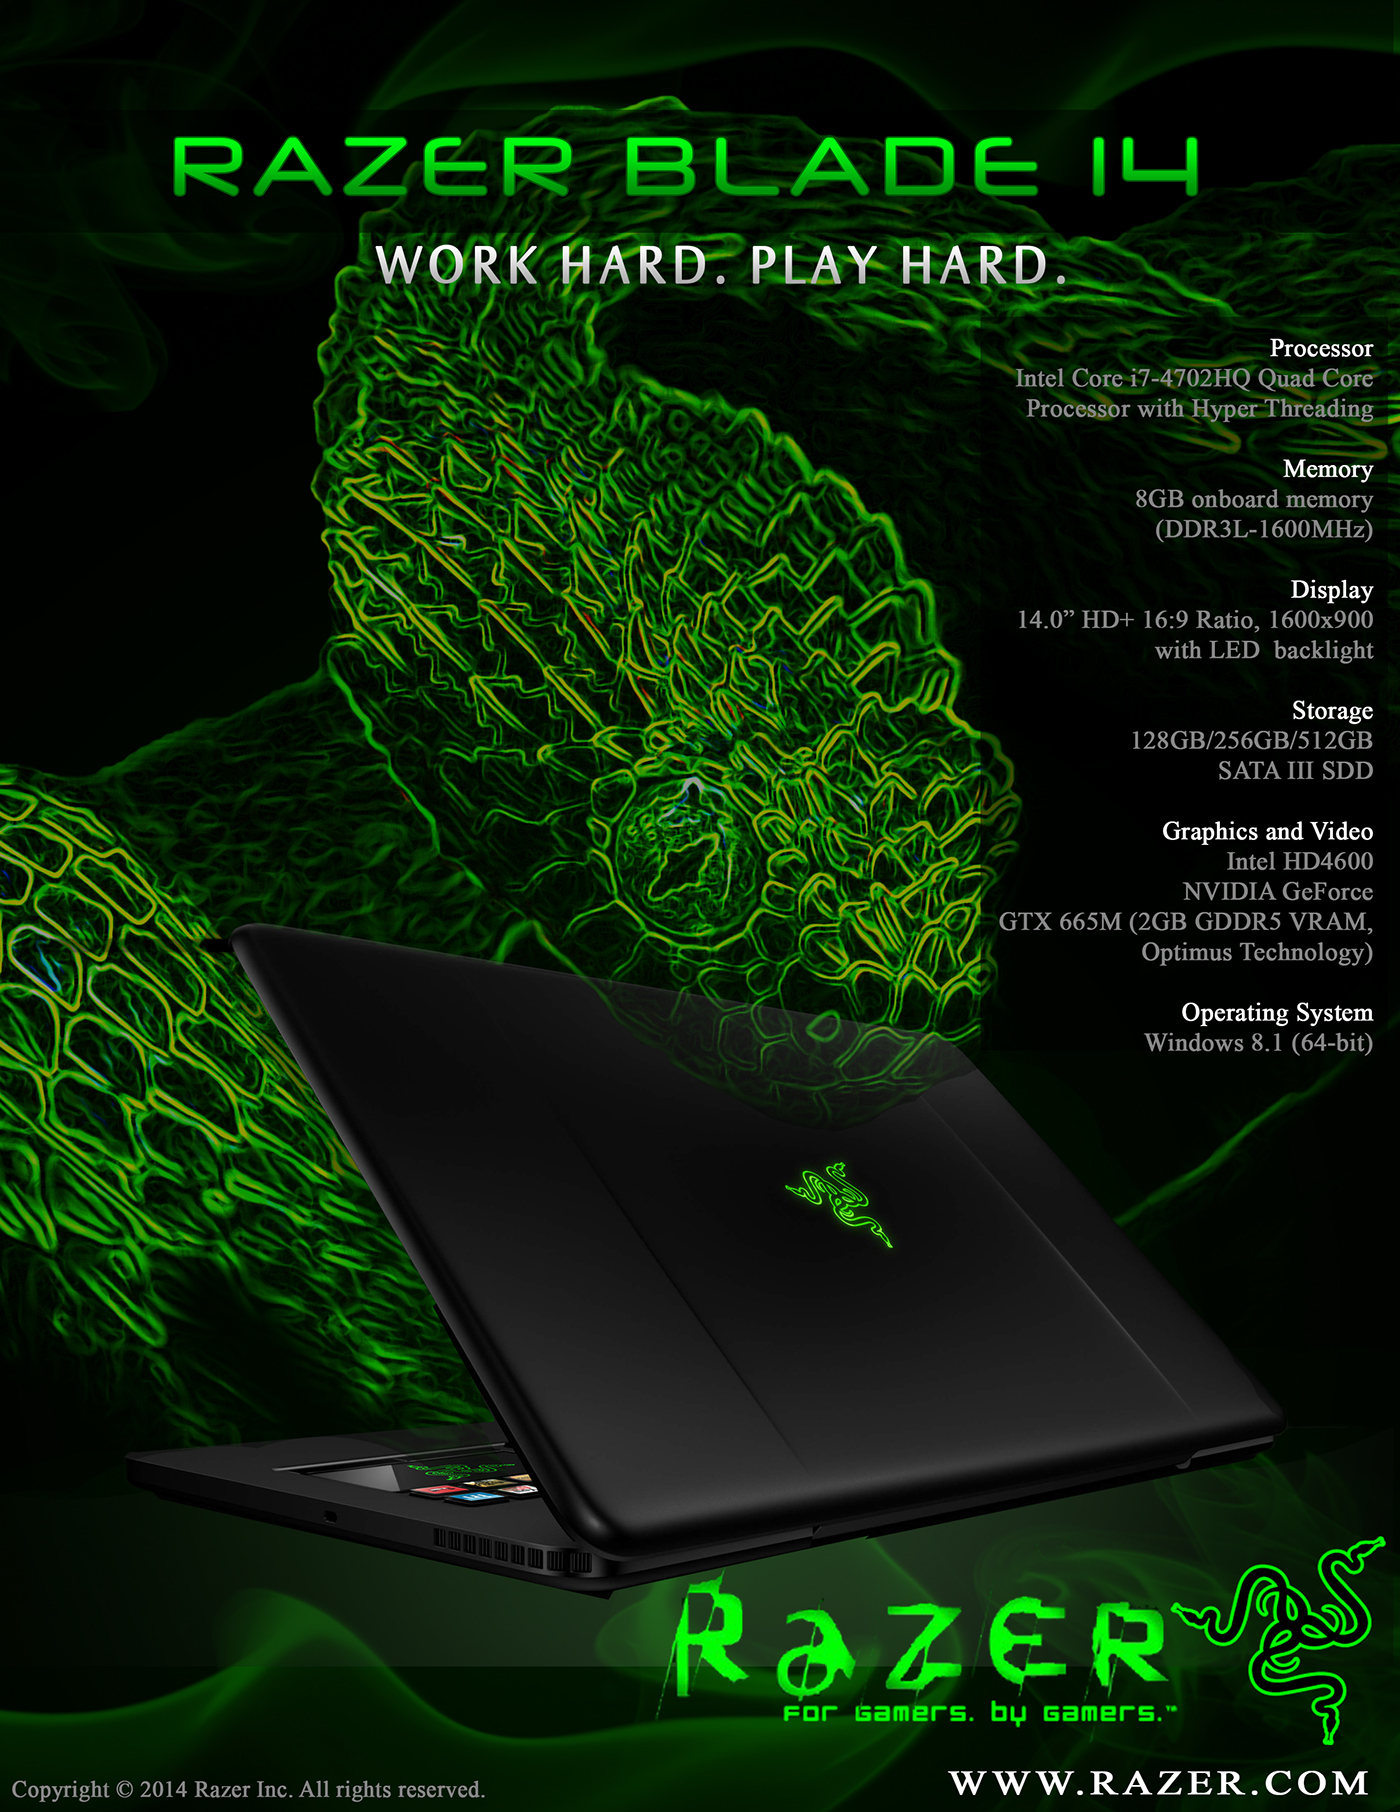 RAZER BLADE 14
WORK HARD. PLAY HARD.
Processor
Intel Core i7-4702HQ Quad Core
Processor with Hyper Threading
Memory
8GB onboard memory
(DDR3L-1600MHz)
Display
14.0” HD+ 16:9 Ratio, 1600x900
with LED  backlight
Storage
128GB/256GB/512GB
SATA III SDD
Graphics and Video
Intel HD4600
NVIDIA GeForce
GTX 665M (2GB GDDR5 VRAM,
Optimus Technology)
Operating System
Windows 8.1 (64-bit)
RaZER
For Gamers. by Gamers.™
WWW.RAZER.COM
Copyright © 2014 Razer Inc. All rights reserved.